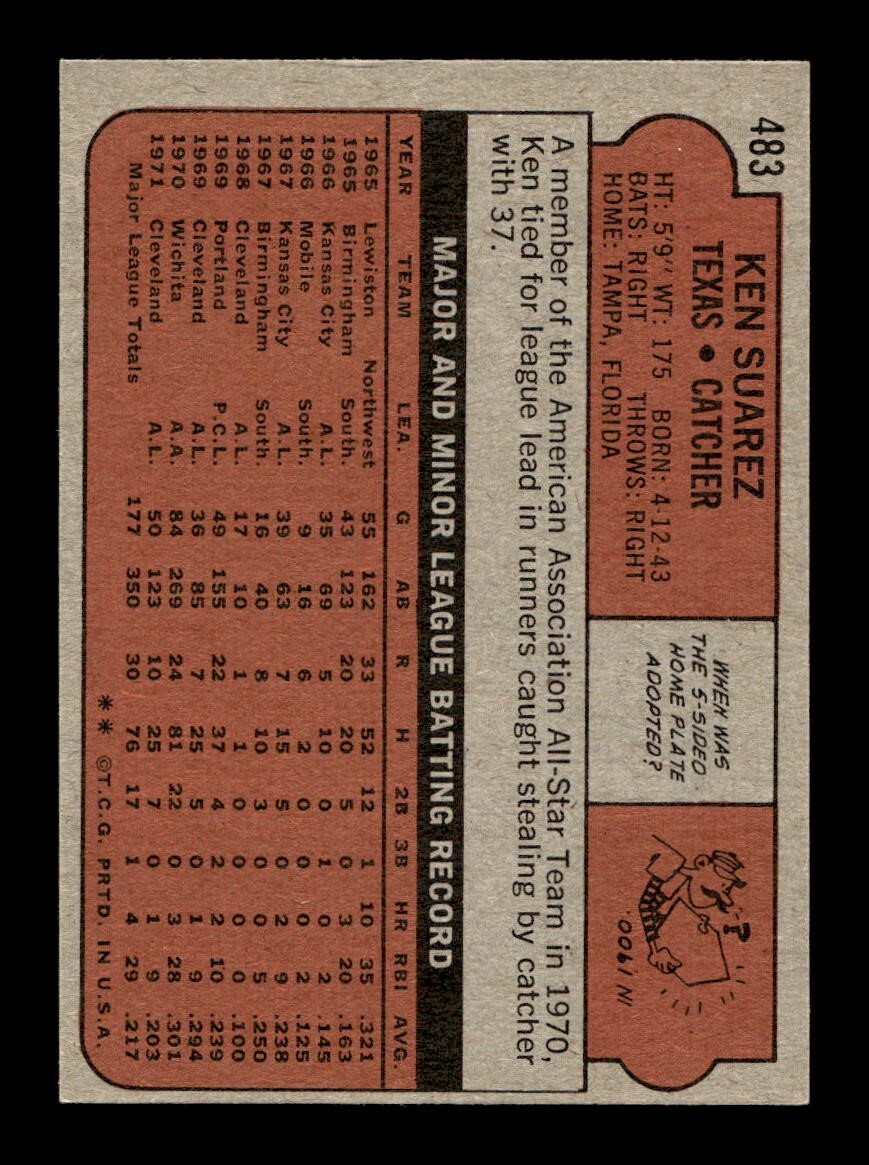 483
KEN SUAREZ
TEXAS • CATCHER
HT: 5'9" WT: 175 BORN: 4-12-43
BATS: RIGHT THROWS: RIGHT
HOME: TAMPA, FLORIDA
WHEN WAS
THE 5-SIDED
HOME PLATE
ADOPTED?
?
IN 1900.
A member of the American Association All-Star Team in 1970,
Ken tied for league lead in runners caught stealing by catcher
with 37.
MAJOR AND MINOR LEAGUE BATTING RECORD
YEAR TEAM LEA. G AB R H 2B 3B HR RBI AVG.
1965 Lewiston Northwest 55 162 33 52 12 1 10 35 .321
1965 Birmingham South. 43 123 20 20 5 0 3 20 .163
1966 Kansas City A.L. 35 69 5 10 0 1 0 2 .145
1966 Mobile South. 9 16 6 2 0 0 0 2 .125
1967 Kansas City A.L. 39 63 7 15 5 0 2 9 .238
1967 Birmingham South. 16 40 8 10 3 0 0 5 .250
1968 Cleveland A.L. 17 10 1 1 0 0 0 0 .100
1969 Portland P.C.L. 49 155 22 37 4 2 2 10 .239
1969 Cleveland A.L. 36 85 7 25 5 0 1 9 .294
1970 Wichita A.A. 84 269 24 81 22 0 3 28 .301
1971 Cleveland A.L. 50 123 10 25 7 0 1 9 .203
Major League Totals 177 350 30 76 17 1 4 29 .217
** ©T.C.G. PRTD. IN U.S.A.